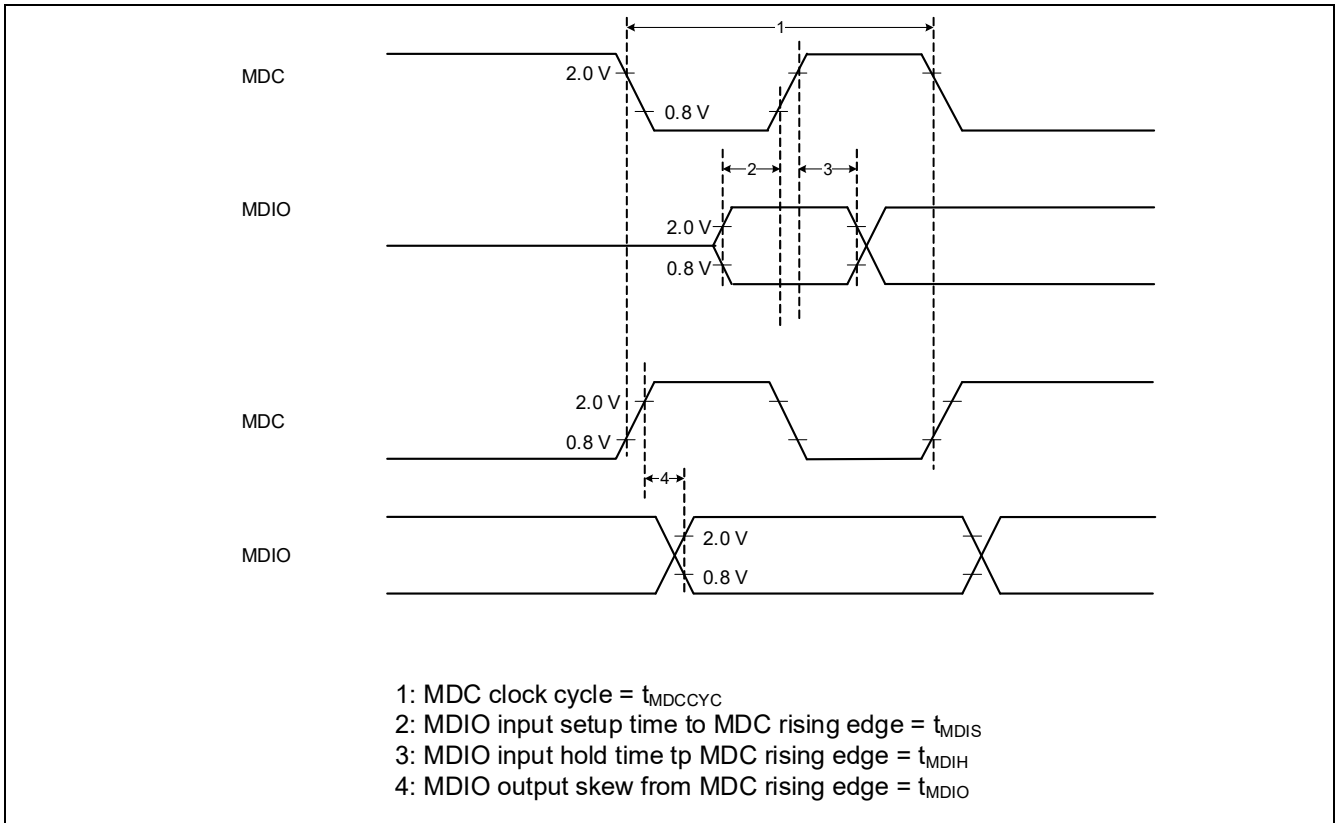 1
MDC
2.0 V
0.8 V
2
3
MDIO
2.0 V
0.8 V
MDC
2.0 V
0.8 V
4
MDIO
2.0 V
0.8 V
1: MDC clock cycle = tMDCCYC
2: MDIO input setup time to MDC rising edge = tMDIS
3: MDIO input hold time tp MDC rising edge = tMDIH
4: MDIO output skew from MDC rising edge = tMDIO